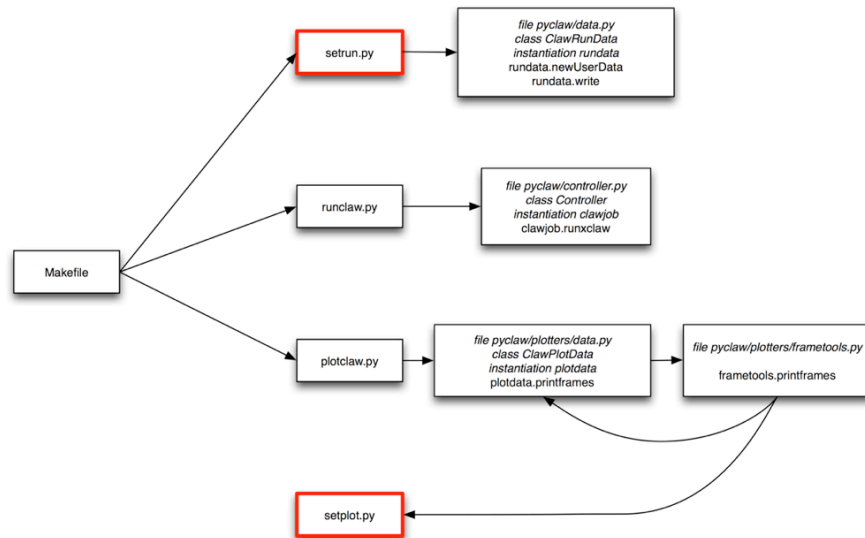 setrun.py
file pyclaw/data.py
class ClawRunData
instantiation rundata
rundata.newUserData
rundata.write
runclaw.py
file pyclaw/controller.py
class Controller
instantiation clawjob
clawjob.runxclaw
Makefile
plotclaw.py
file pyclaw/plotters/data.py
class ClawPlotData
instantiation plotdata
plotdata.printframes
file pyclaw/plotters/frametools.py
frametools.printframes
setplot.py